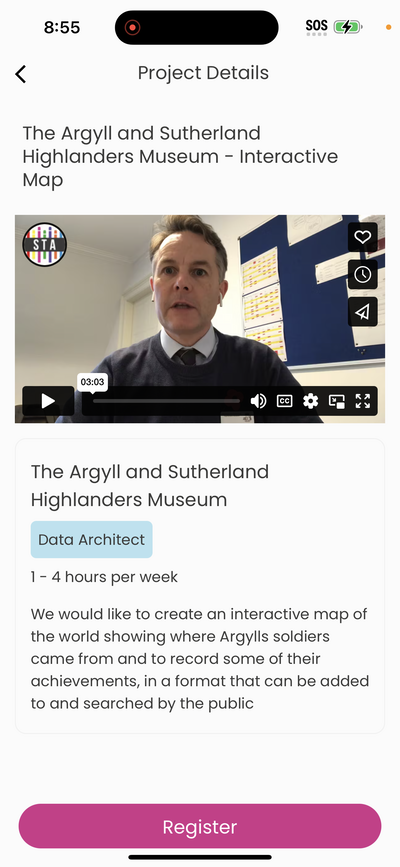 8:55
SOS
Project Details
The Argyll and Sutherland
Highlanders Museum - Interactive
Map
STA
03:03
CC
The Argyll and Sutherland
Highlanders Museum
Data Architect
1 - 4 hours per week
We would like to create an interactive map of
the world showing where Argylls soldiers
came from and to record some of their
achievements, in a format that can be added
to and searched by the public
Register